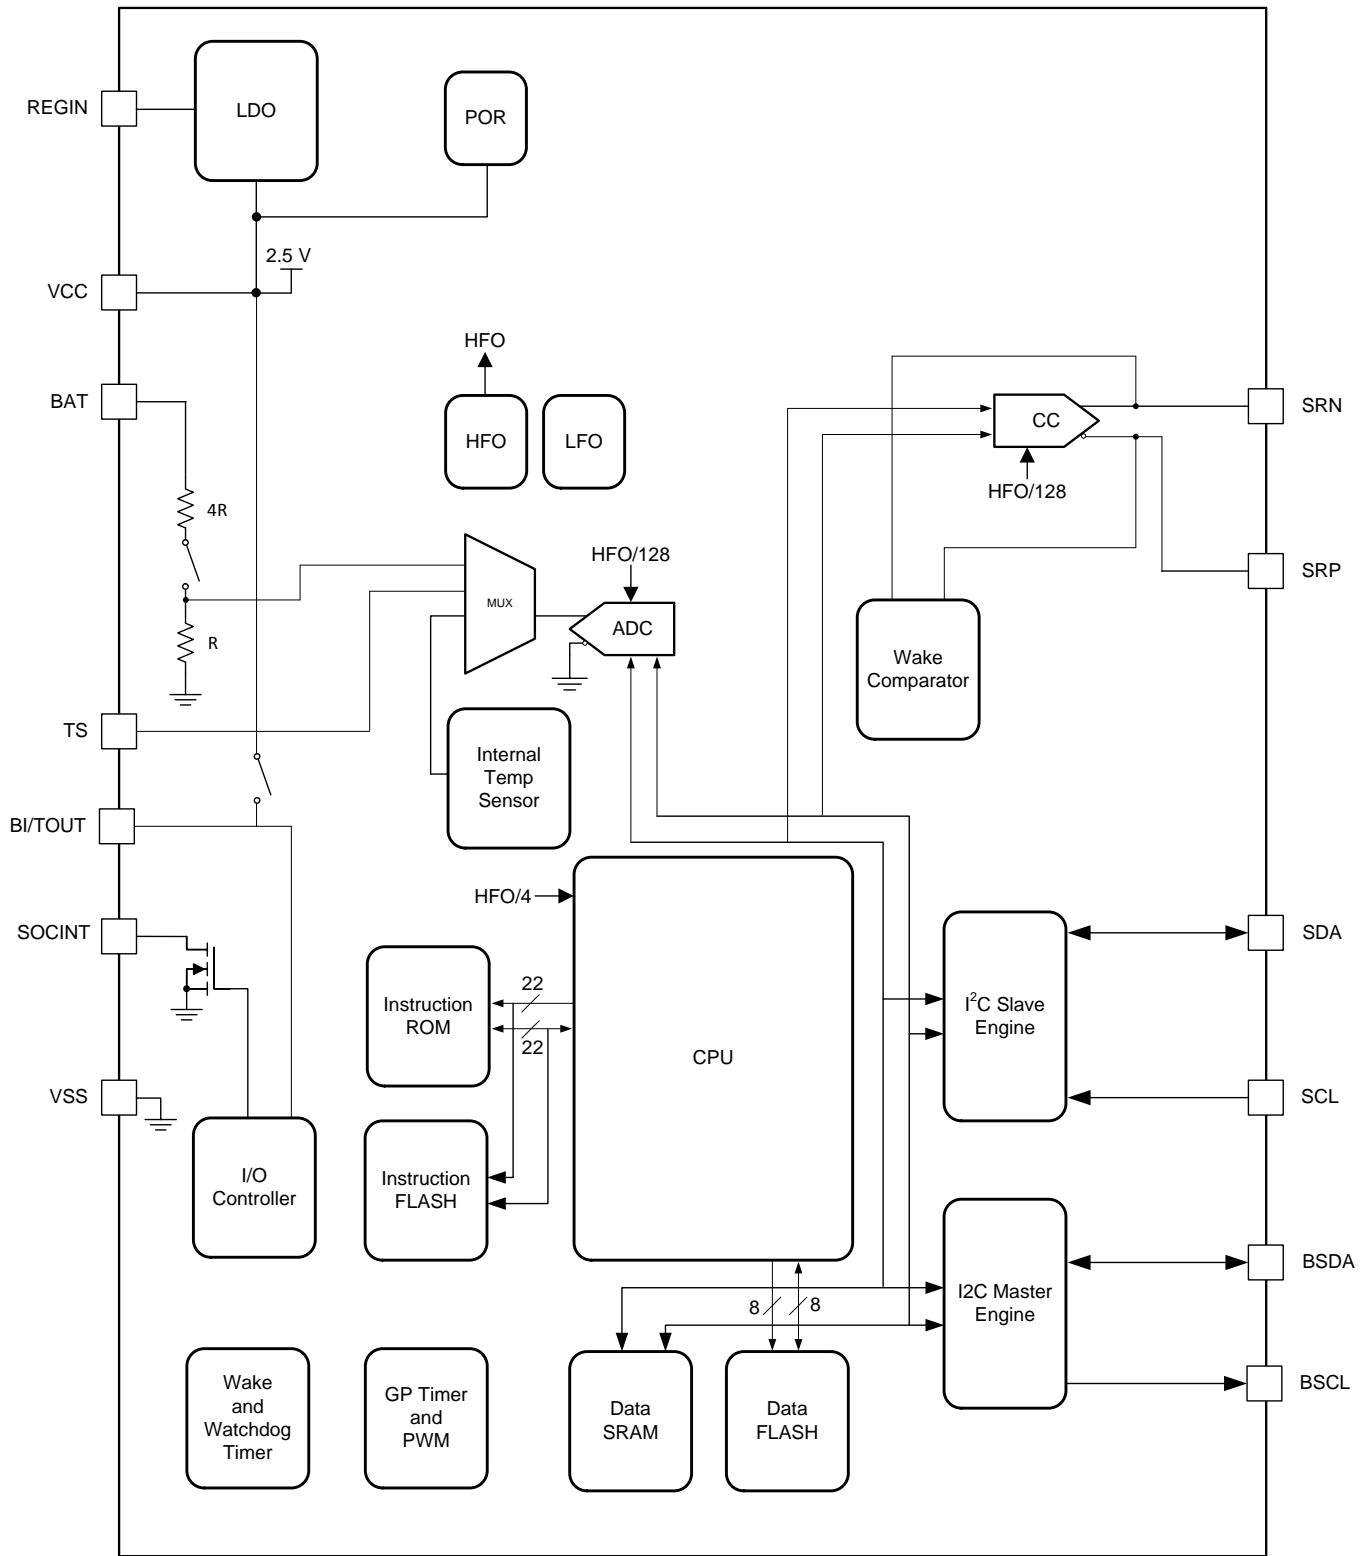 REGIN
LDO
POR
2.5 V
VCC
HFO
BAT
HFO
LFO
CC
SRN
HFO/128
4R
HFO/128
SRP
MUX
ADC
R
Wake
Comparator
TS
Internal
Temp
Sensor
BI/TOUT
HFO/4
SOCINT
SDA
Instruction
ROM
22
22
I²C Slave
Engine
CPU
VSS
SCL
I/O
Controller
Instruction
FLASH
BSDA
I2C Master
Engine
8
8
BSCL
Wake
and
Watchdog
Timer
GP Timer
and
PWM
Data
SRAM
Data
FLASH